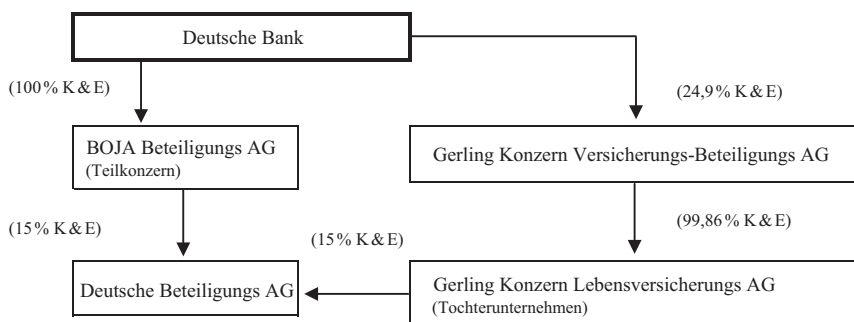 Deutsche Bank
(100% K & E)
(24,9% K & E)
BOJA Beteiligungs AG
(Teilkonzern)
Gerling Konzern Versicherungs-Beteiligungs AG
(15% K & E)
(15% K & E)
(99,86% K & E)
Deutsche Beteiligungs AG
Gerling Konzern Lebensversicherungs AG
(Tochterunternehmen)